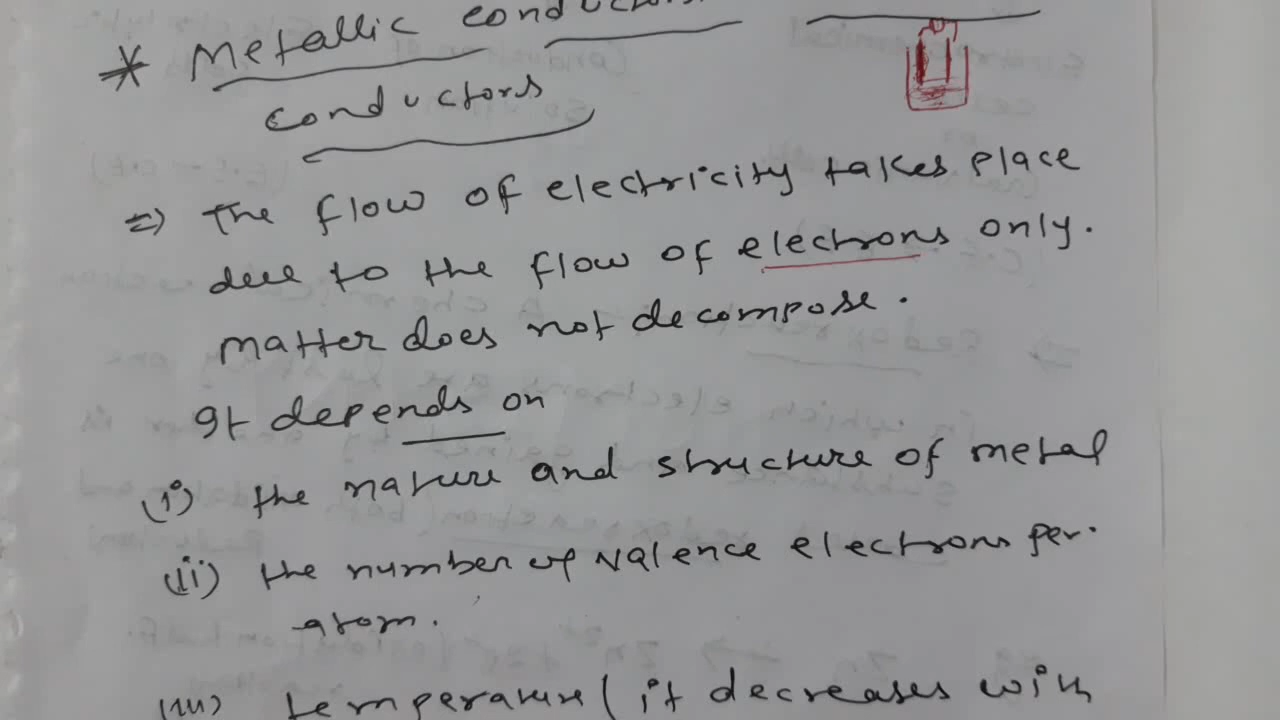 * Metallic
conductors
=) The flow of electricity takes place
due to the flow of electrons only.
matter does not decompose.
It depends on
(i) the nature and structure of metal
(ii) the number of valence electrons per.
atom.
(iii) temperature (it decreases with